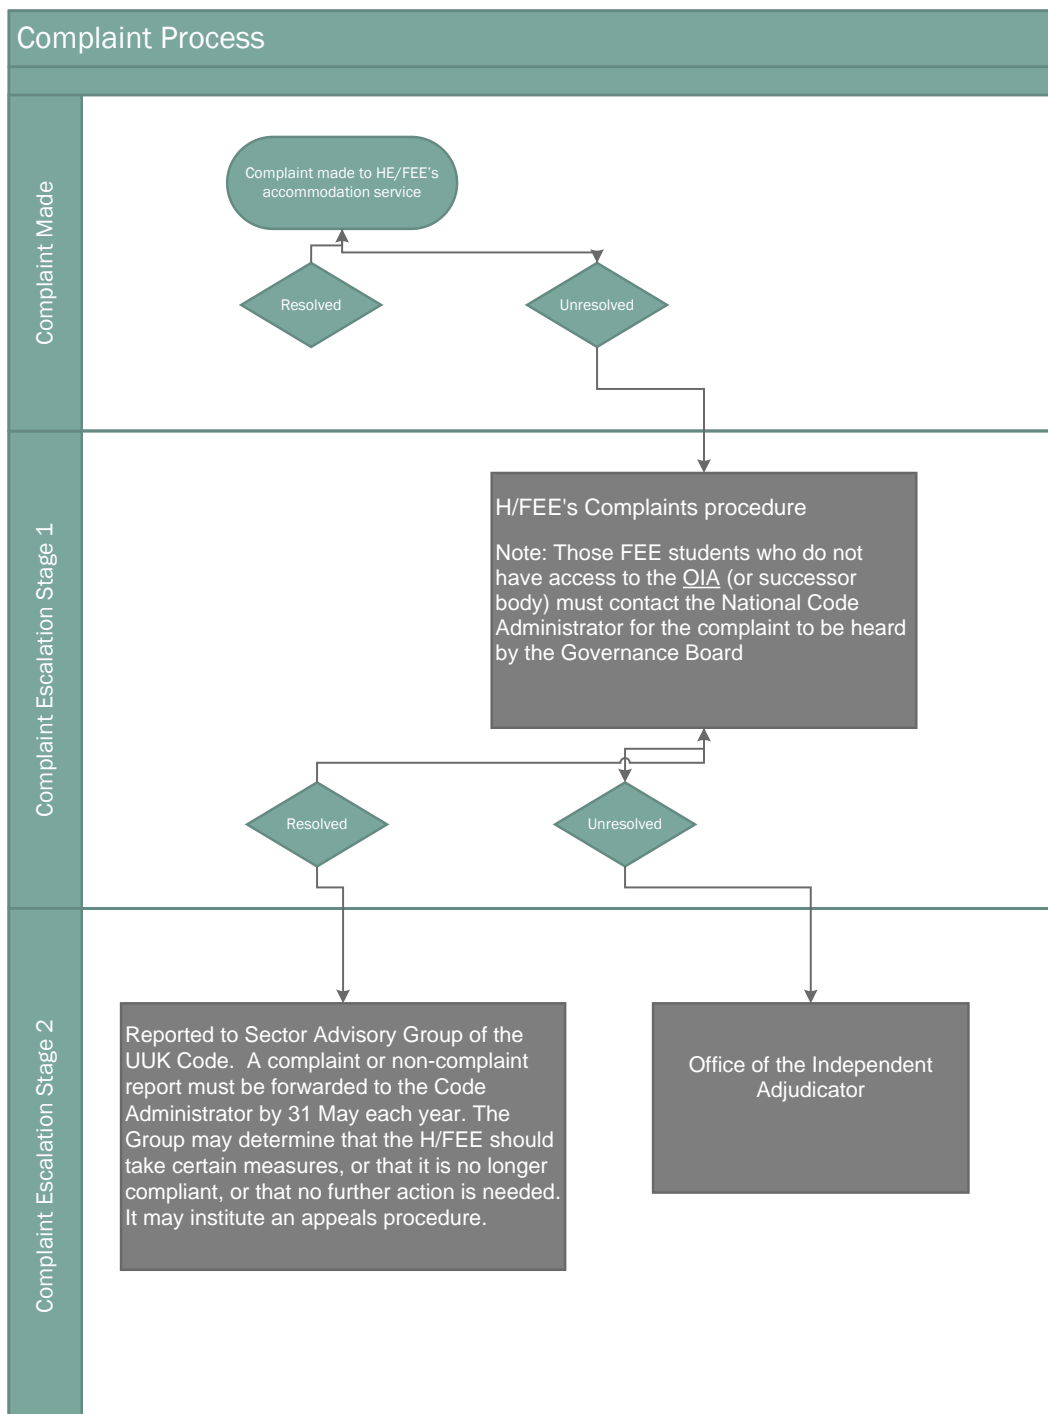 Complaint Process
Complaint Made
Complaint made to HE/FEE's
accommodation service
Resolved
Unresolved
Complaint Escalation Stage 1
H/FEE's Complaints procedure
Note: Those FEE students who do not
have access to the OIA (or successor
body) must contact the National Code
Administrator for the complaint to be heard
by the Governance Board
Resolved
Unresolved
Complaint Escalation Stage 2
Reported to Sector Advisory Group of the
UUK Code.  A complaint or non-complaint
report must be forwarded to the Code
Administrator by 31 May each year. The
Group may determine that the H/FEE should
take certain measures, or that it is no longer
compliant, or that no further action is needed.
It may institute an appeals procedure.
Office of the Independent
Adjudicator